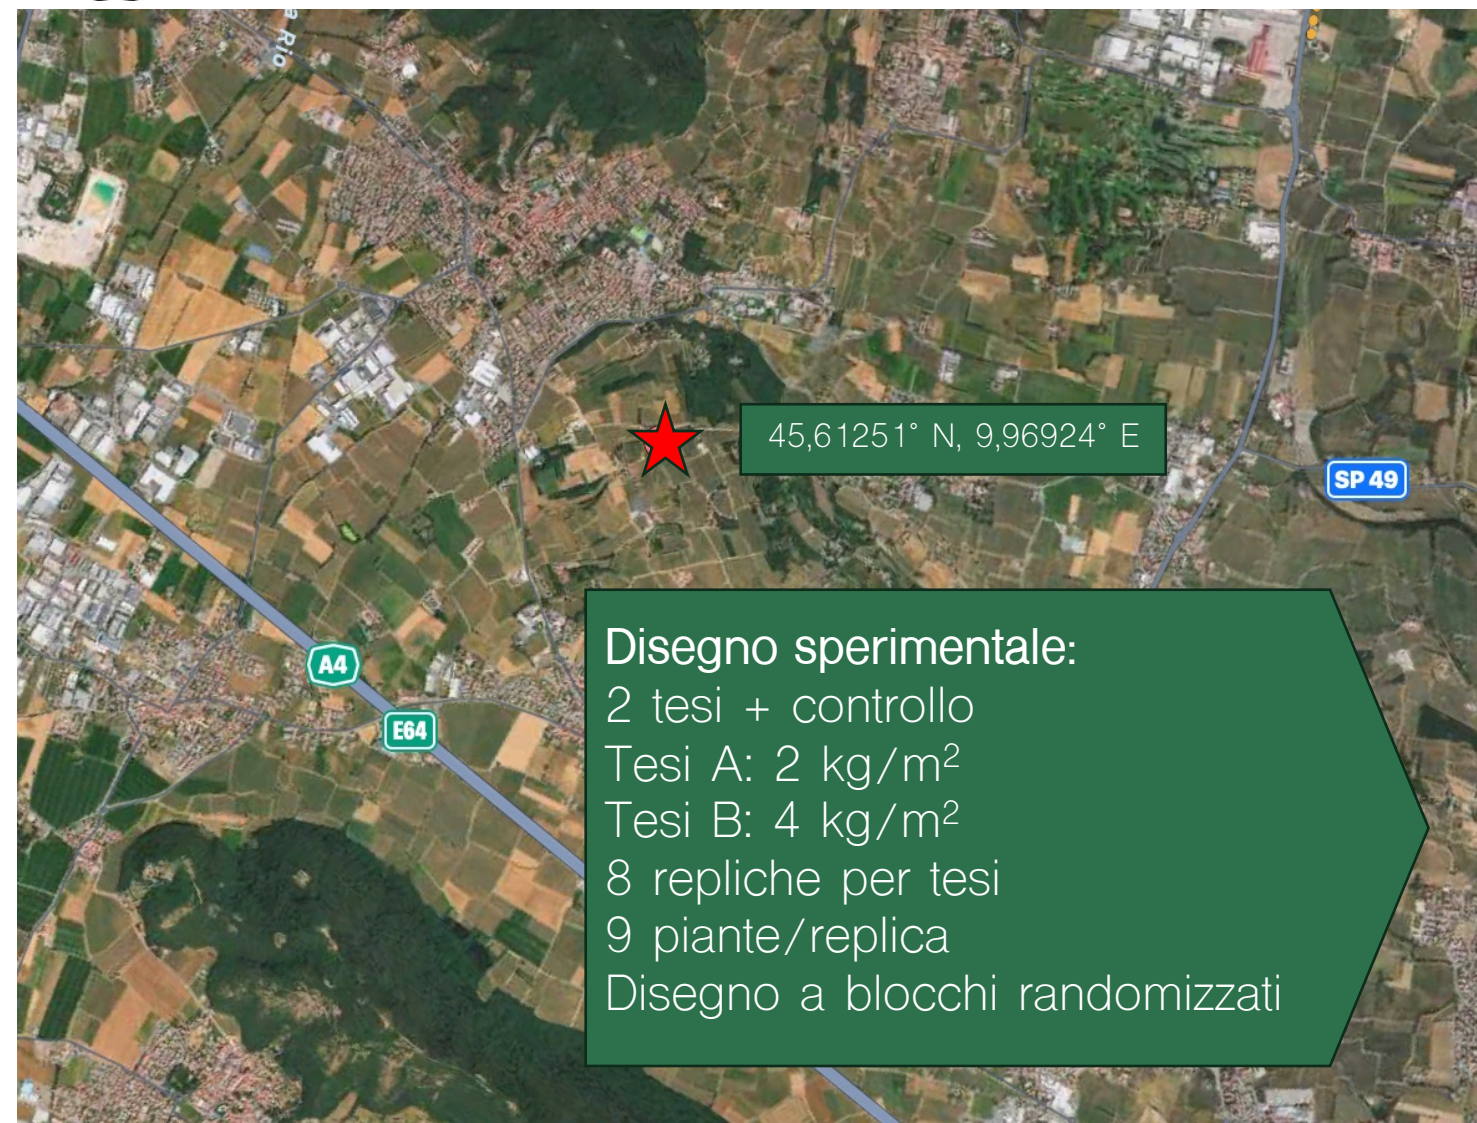 a Rio
45,61251° N, 9,96924° E
SP 49
A4
E64
Disegno sperimentale:
2 tesi + controllo
Tesi A: 2 kg/m²
Tesi B: 4 kg/m²
8 repliche per tesi
9 piante/replica
Disegno a blocchi randomizzati